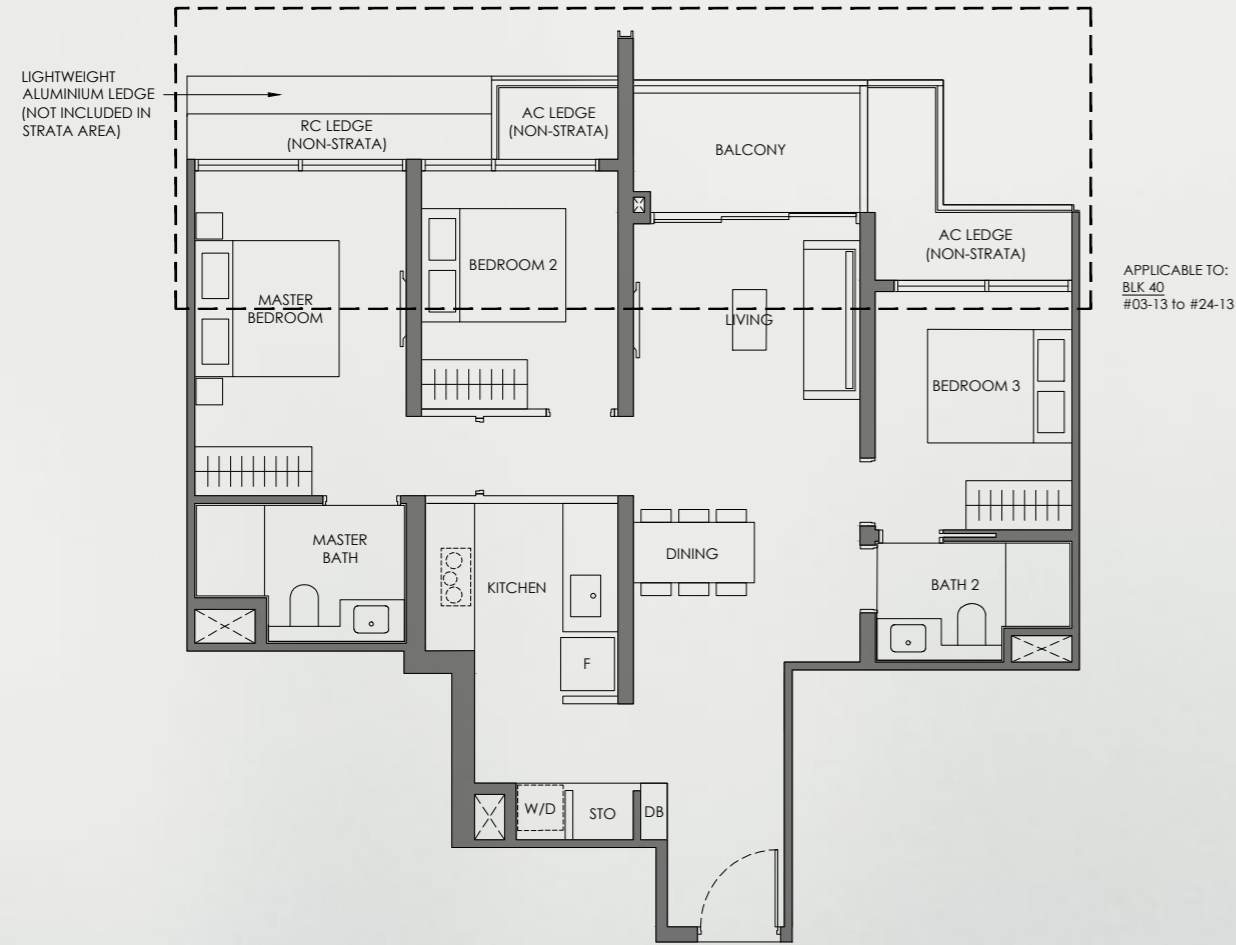 LIGHTWEIGHT
ALUMINIUM LEDGE
(NOT INCLUDED IN
STRATA AREA)
RC LEDGE
(NON-STRATA)
AC LEDGE
(NON-STRATA)
BALCONY
AC LEDGE
(NON-STRATA)
APPLICABLE TO:
BLK 40
#03-13 to #24-13
MASTER
BEDROOM
BEDROOM 2
LIVING
BEDROOM 3
MASTER
BATH
KITCHEN
DINING
BATH 2
F
W/D
STO
DB